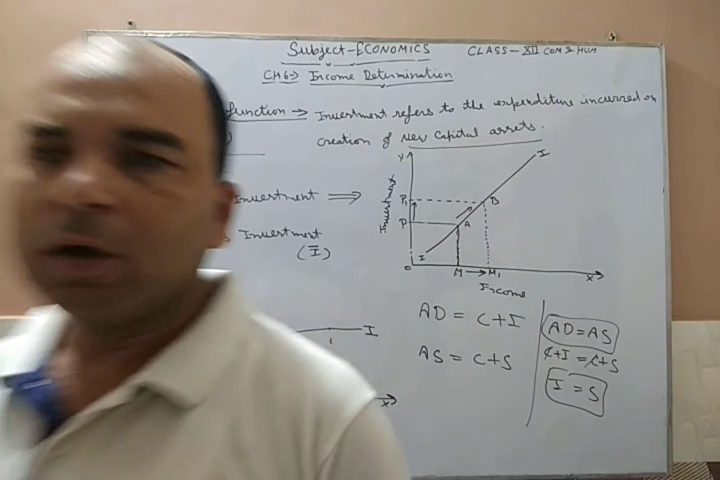 Subject-ECONOMICS CLASS-XII COM & HUM
CH6→ Income Determination
function → Investment refers to the expenditure incurred on
creation of New Capital assets.
Investment ⟹
Investment
(Ī)
Y
I
P1
B
P
A
I
Investment
O M → M1 X
Income
AD = C+I
AS = C+S
AD=AS
C+I = C+S
I = S
I
X